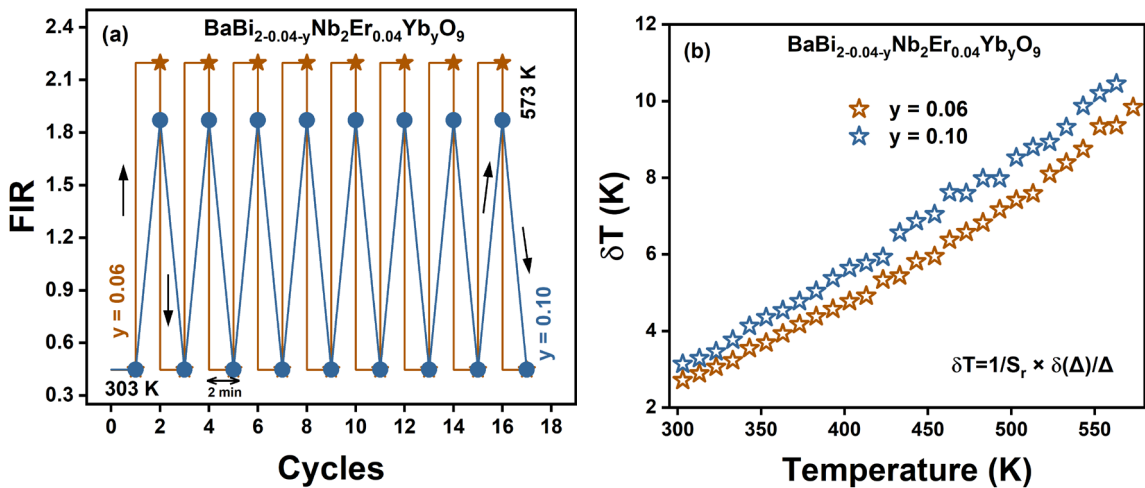 (a)
BaBi2-0.04-yNb2Er0.04YbyO9
2.4
2.1
1.8
1.5
1.2
0.9
0.6
0.3
FIR
573 K
y = 0.06
y = 0.10
303 K
2 min
0 2 4 6 8 10 12 14 16 18
Cycles
(b)
BaBi2-0.04-yNb2Er0.04YbyO9
12
10
8
6
4
2
δT (K)
y = 0.06
y = 0.10
δT=1/Sr × δ(Δ)/Δ
300 350 400 450 500 550
Temperature (K)